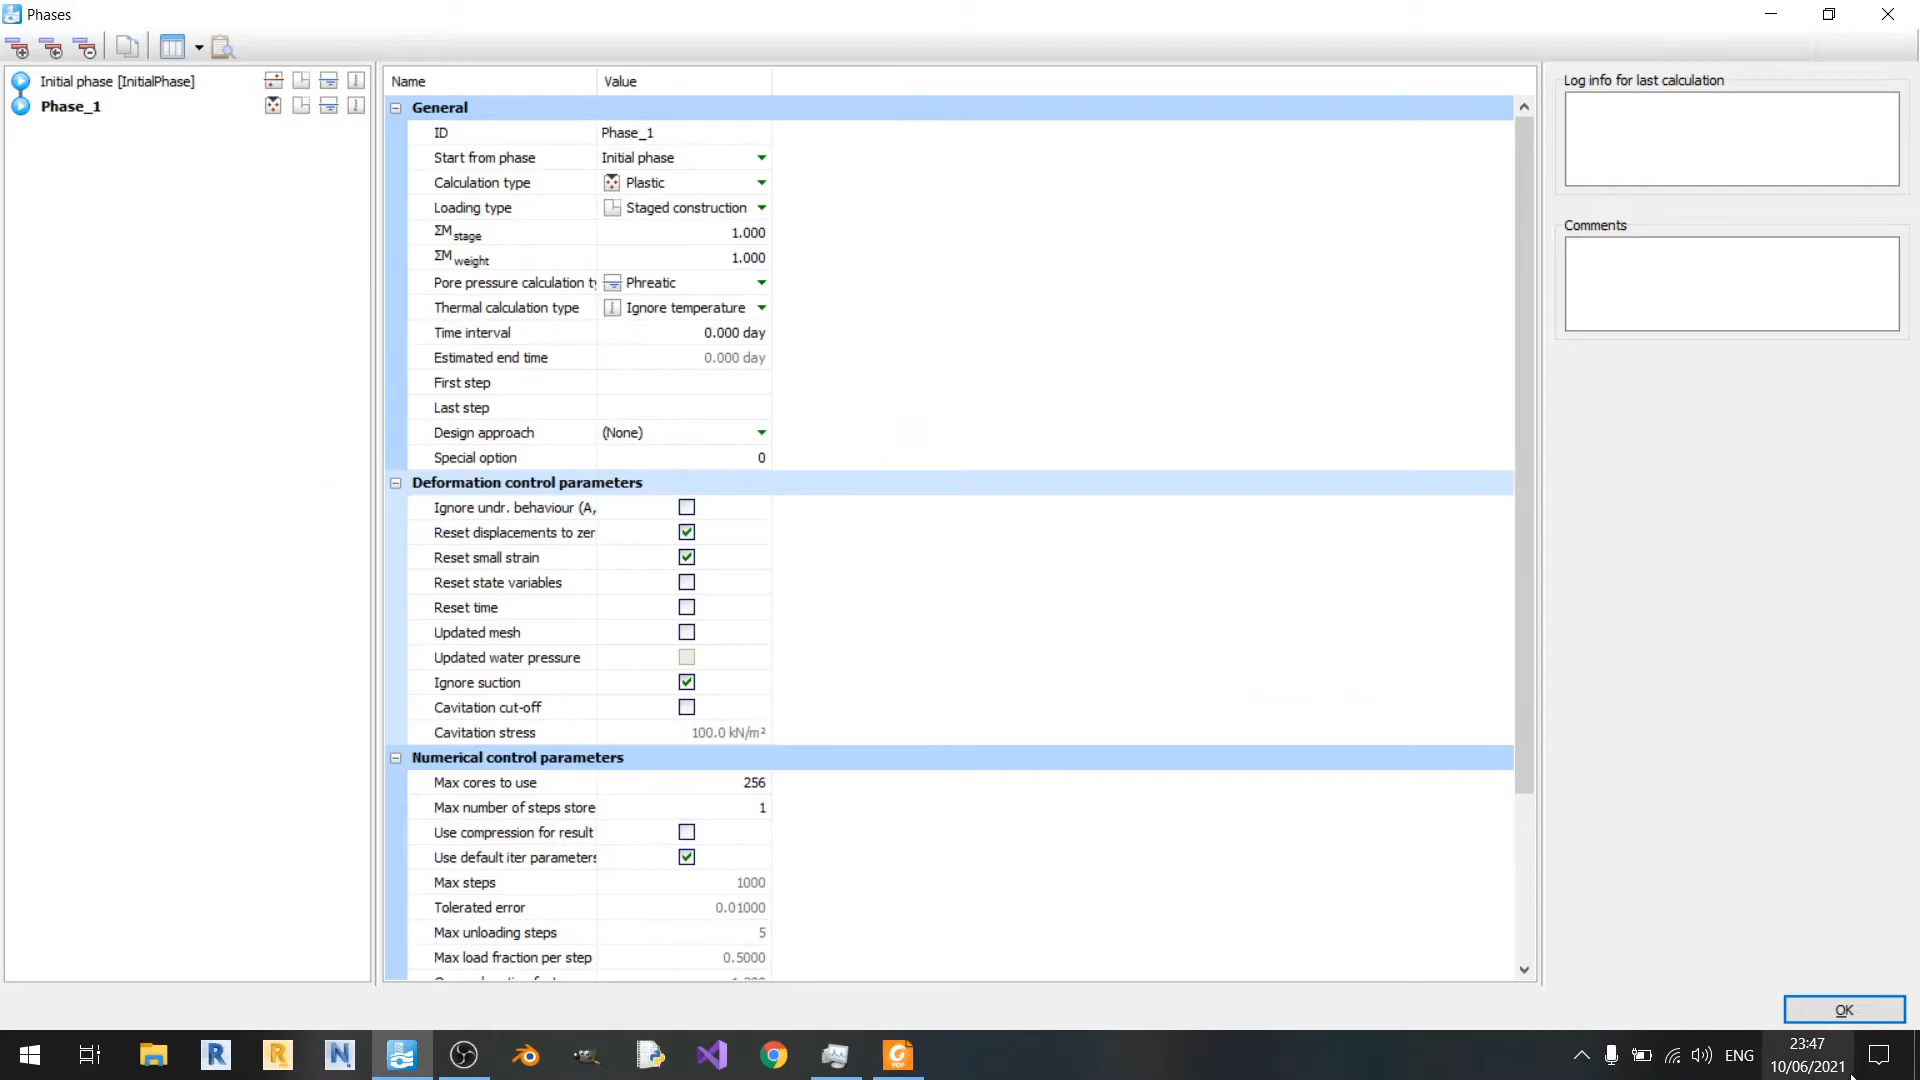 Phases
Initial phase [InitialPhase]
Phase_1
Name Value
General
ID Phase_1
Start from phase Initial phase
Calculation type Plastic
Loading type Staged construction
ΣM stage 1.000
ΣM weight 1.000
Pore pressure calculation ty Phreatic
Thermal calculation type Ignore temperature
Time interval 0.000 day
Estimated end time 0.000 day
First step
Last step
Design approach (None)
Special option 0
Deformation control parameters
Ignore undr. behaviour (A,
Reset displacements to zer
Reset small strain
Reset state variables
Reset time
Updated mesh
Updated water pressure
Ignore suction
Cavitation cut-off
Cavitation stress 100.0 kN/m²
Numerical control parameters
Max cores to use 256
Max number of steps store 1
Use compression for result
Use default iter parameters
Max steps 1000
Tolerated error 0.01000
Max unloading steps 5
Max load fraction per step 0.5000
Log info for last calculation
Comments
OK
ENG
23:47
10/06/2021